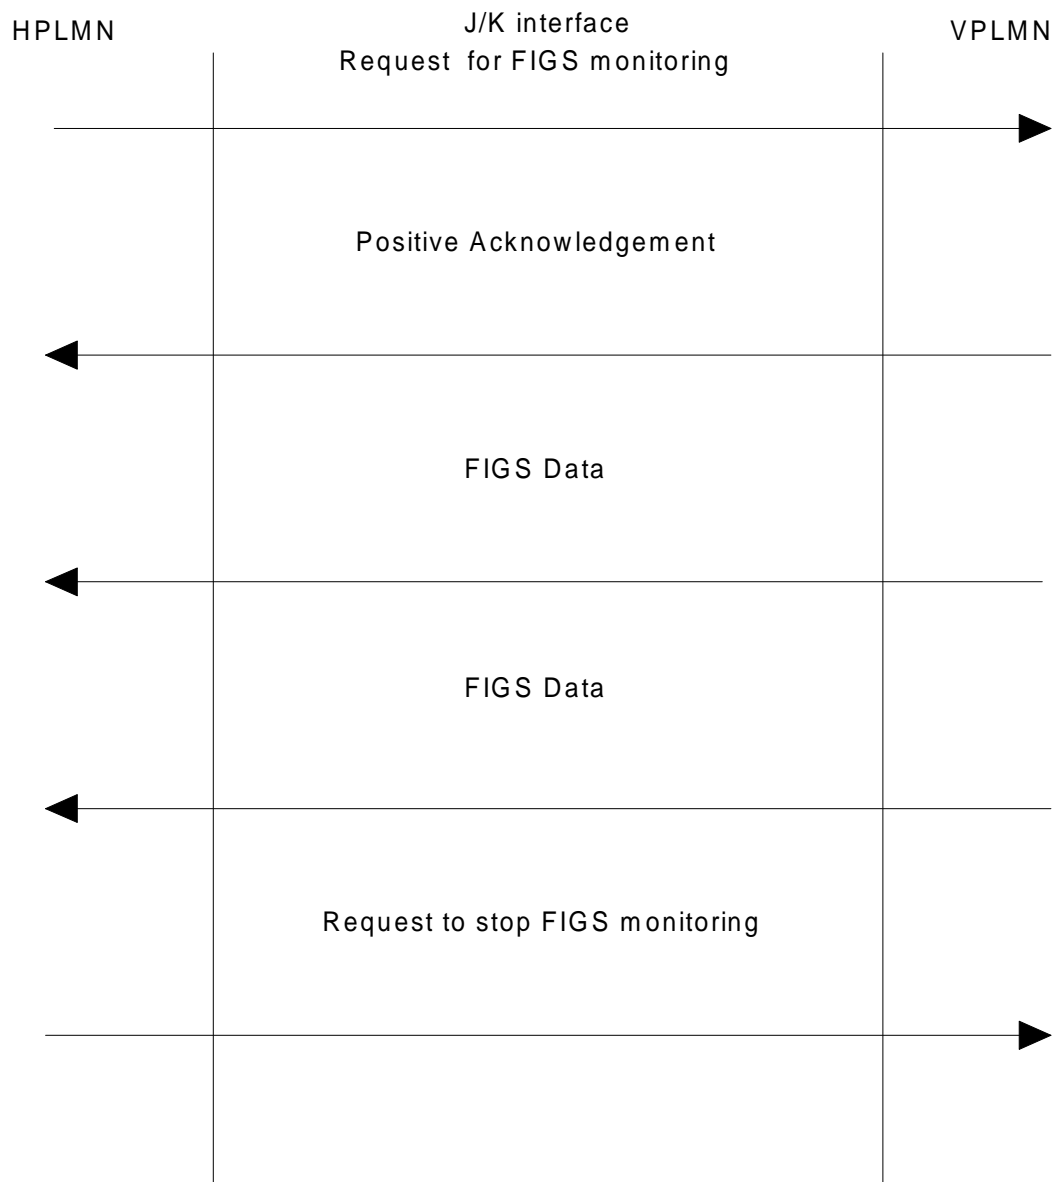 HPLMN
J/K interface
VPLMN
Request for FIGS monitoring
Positive Acknowledgement
FIGS Data
FIGS Data
Request to stop FIGS monitoring